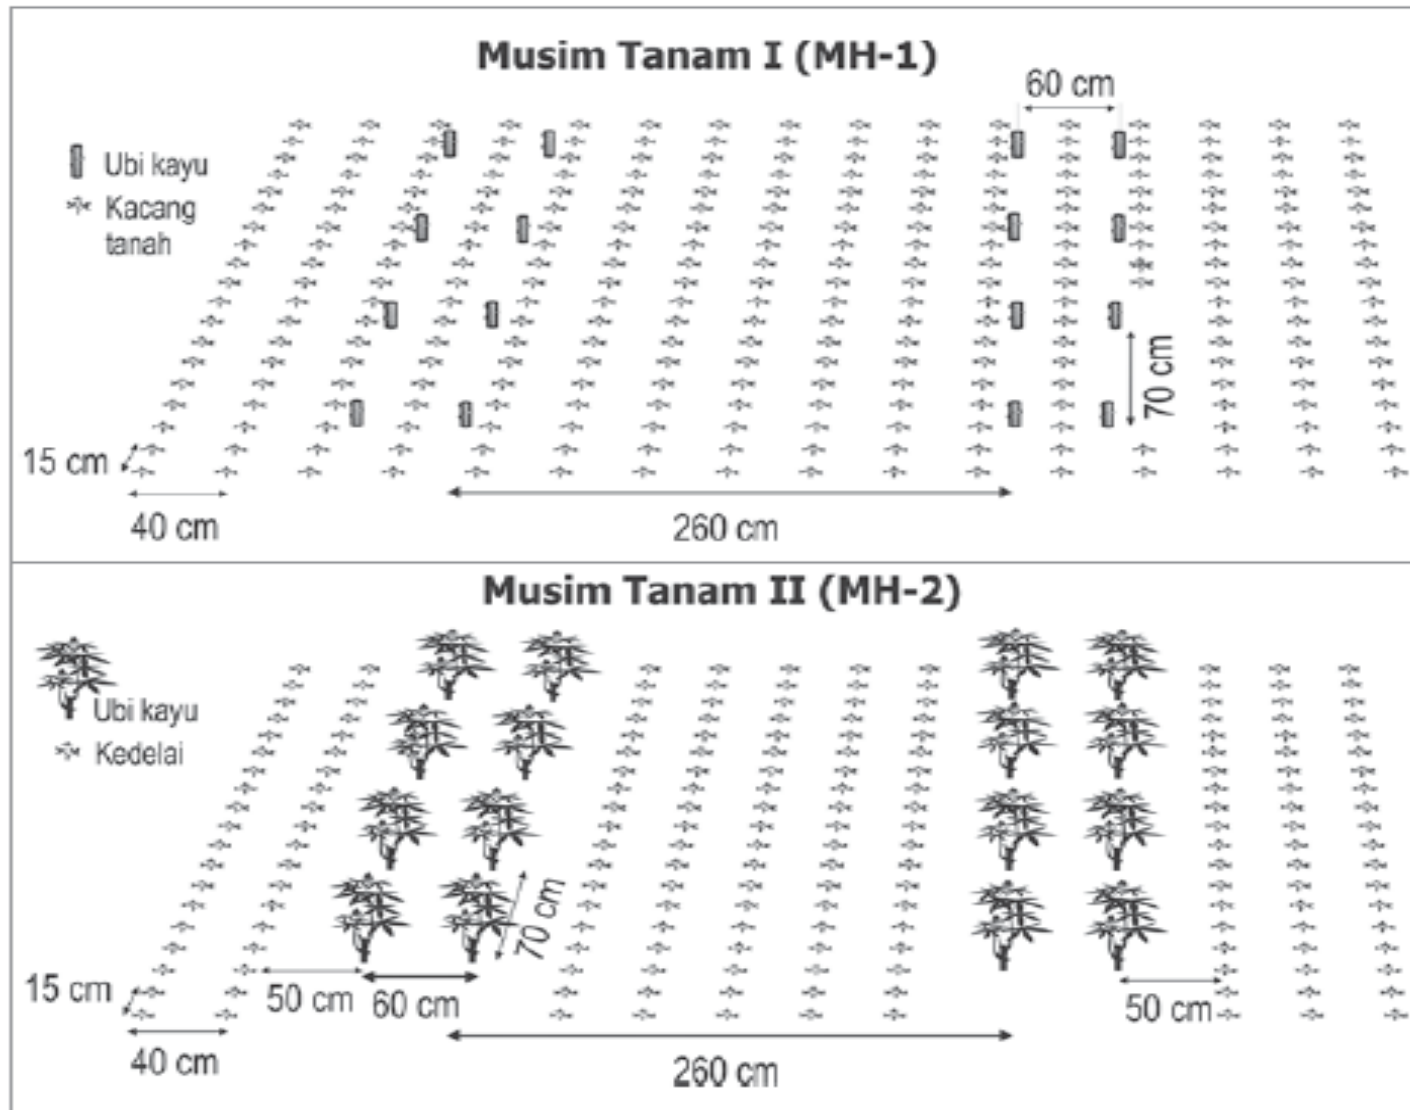 Musim Tanam I (MH-1)
60 cm
Ubi kayu
Kacang
tanah
70 cm
15 cm
40 cm
260 cm
Musim Tanam II (MH-2)
Ubi kayu
Kedelai
70 cm
15 cm
50 cm
60 cm
50 cm
40 cm
260 cm